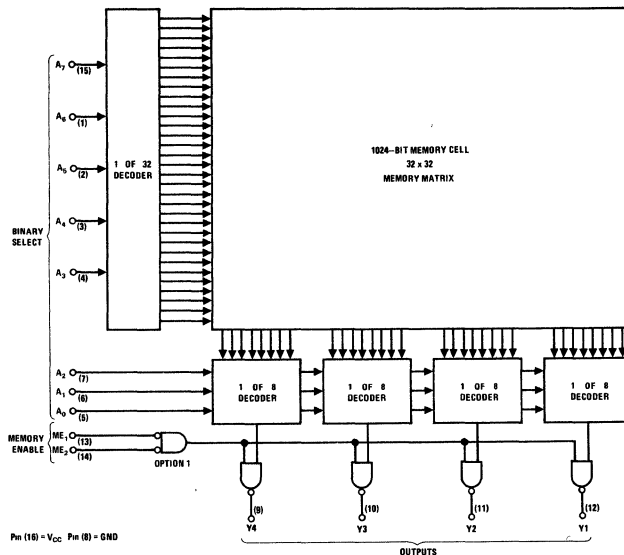 A7 (15)
A6 (1)
A5 (2)
A4 (3)
A3 (4)
BINARY
SELECT
1 OF 32
DECODER
1024-BIT MEMORY CELL
32 x 32
MEMORY MATRIX
A2 (7)
A1 (6)
A0 (5)
1 OF 8
DECODER
1 OF 8
DECODER
1 OF 8
DECODER
1 OF 8
DECODER
MEMORY
ENABLE
ME1 (13)
ME2 (14)
OPTION 1
(9)
(10)
(11)
(12)
Y4
Y3
Y2
Y1
Pin (16) = VCC Pin (8) = GND
OUTPUTS